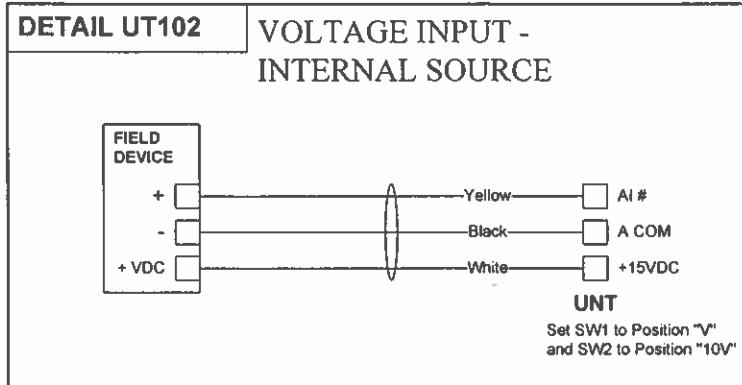 DETAIL UT102
VOLTAGE INPUT -
INTERNAL SOURCE
FIELD
DEVICE
+ Yellow AI #
- Black A COM
+ VDC White +15VDC
UNT
Set SW1 to Position "V"
and SW2 to Position "10V"